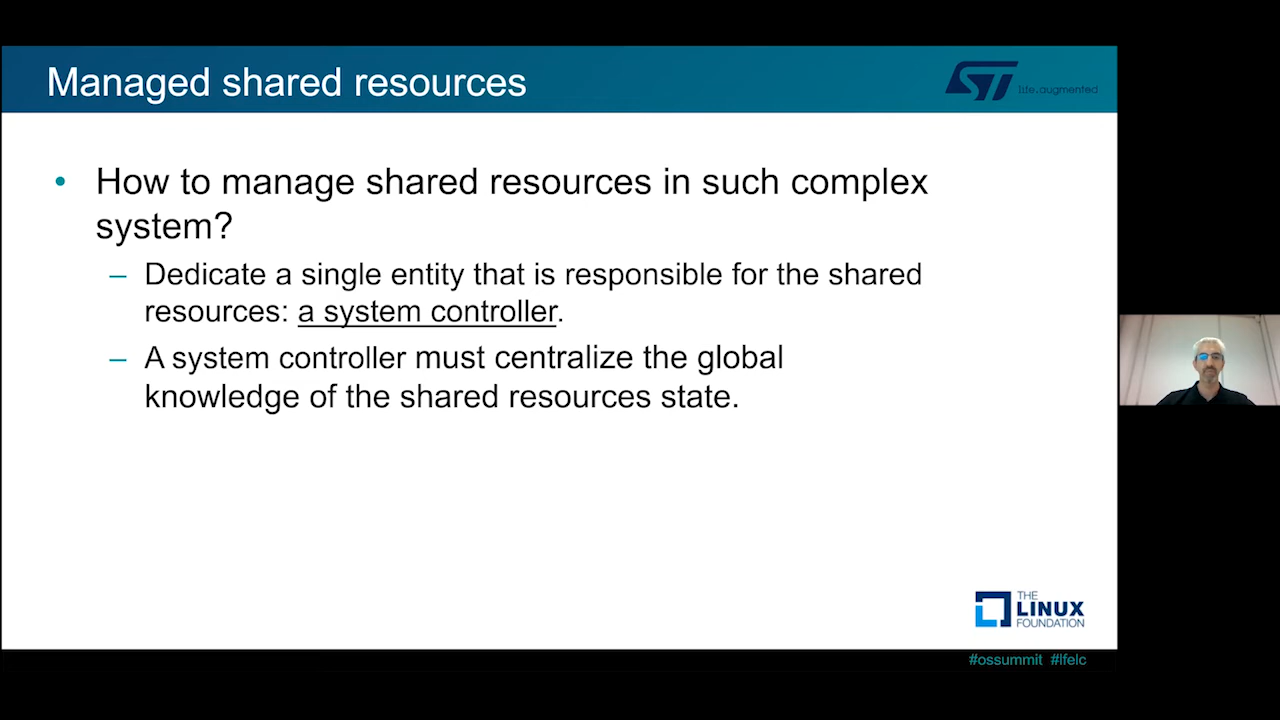 Managed shared resources
ST life.augmented
• How to manage shared resources in such complex
system?
– Dedicate a single entity that is responsible for the shared
resources: a system controller.
– A system controller must centralize the global
knowledge of the shared resources state.
THE
LINUX
FOUNDATION
#ossummit #lfelc